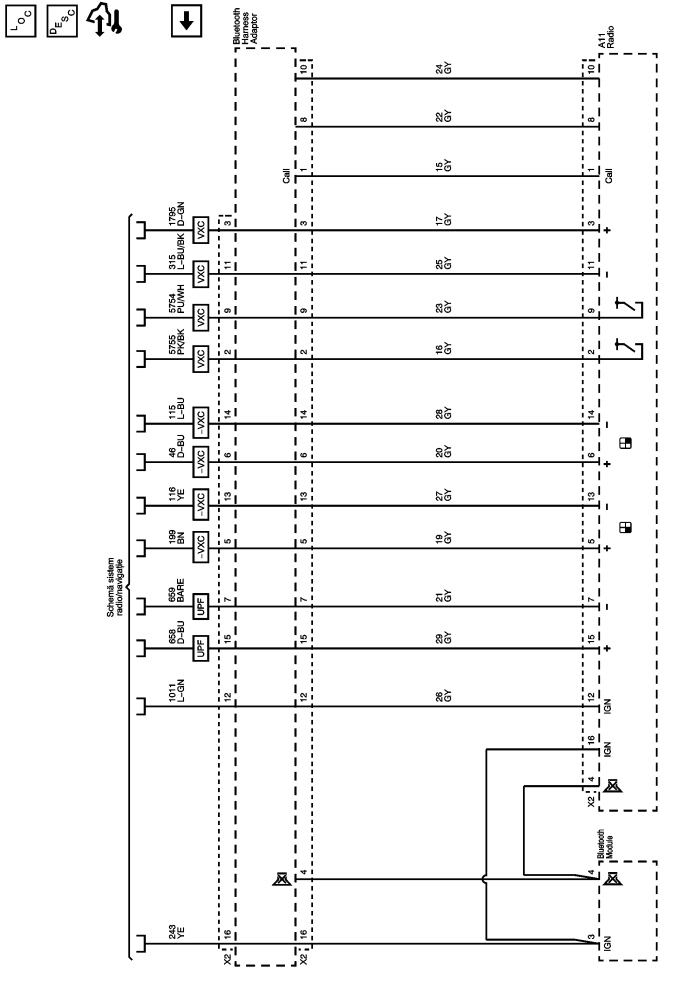 LOC
DESC
Bluetooth
Harness
Adaptor
A11
Radio
10
24
GY
10
8
22
GY
8
Call
1
15
GY
1
Call
1795
D-GN
VXC
3
3
17
GY
3
+
315
L-BU/BK
VXC
11
11
25
GY
11
-
5754
PU/WH
VXC
9
9
23
GY
9
5755
PK/BK
VXC
2
2
16
GY
2
115
L-BU
-VXC
14
14
28
GY
14
-
46
D-BU
-VXC
6
6
20
GY
6
+
116
YE
-VXC
13
13
27
GY
13
-
199
BN
-VXC
5
5
19
GY
5
+
Schemă sistem
radio/navigaţie
659
BARE
UPF
7
7
21
GY
7
-
658
D-BU
UPF
15
15
29
GY
15
+
1011
L-GN
12
12
26
GY
12
IGN
16
IGN
4
X2
Bluetooth
Module
4
4
243
YE
16
16
3
IGN
X2
X2